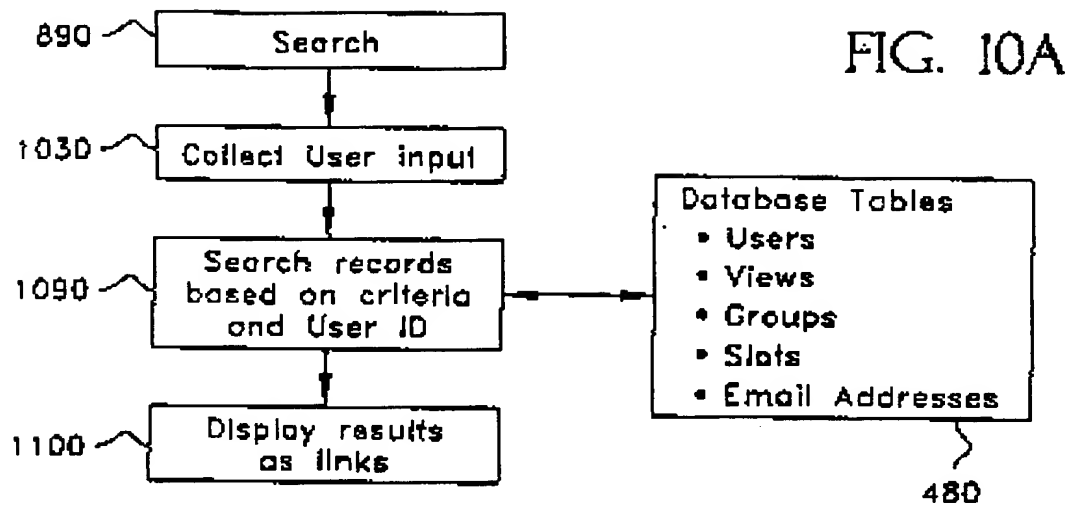 FIG. 10A
890
Search
1030
Collect User input
1090
Search records
based on criteria
and User ID
1100
Display results
as links
Database Tables
• Users
• Views
• Groups
• Slots
• Email Addresses
480